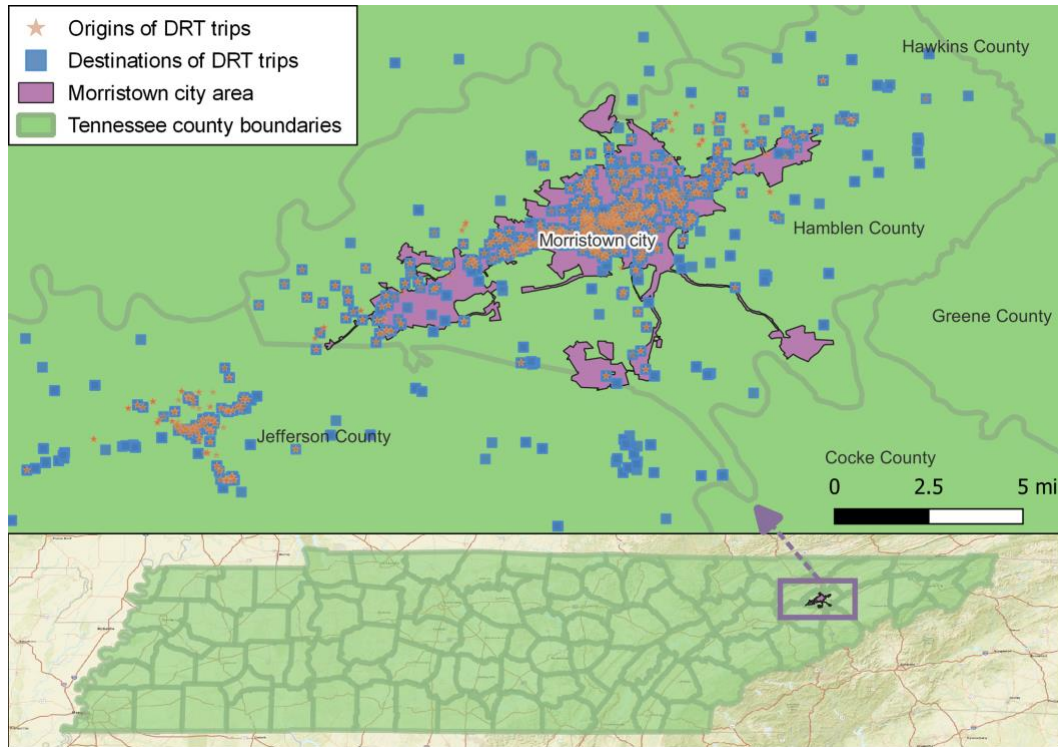 Origins of DRT trips
Destinations of DRT trips
Morristown city area
Tennessee county boundaries
Hawkins County
Morristown city
Hamblen County
Greene County
Jefferson County
Cocke County
0 2.5 5 mi